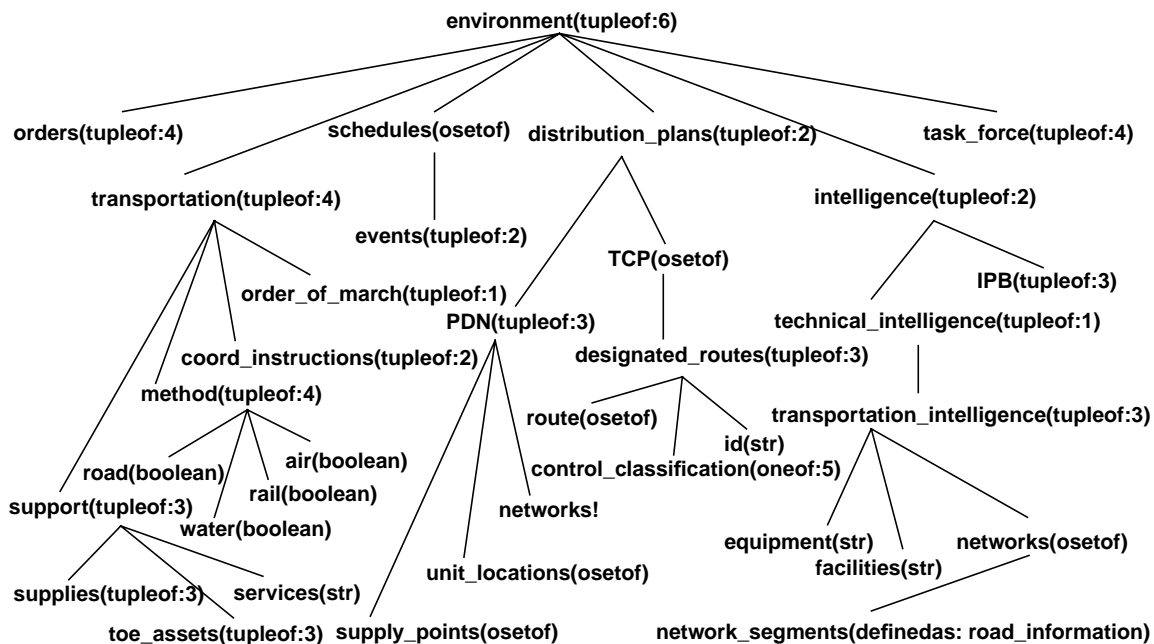 environment(tupleof:6)
orders(tupleof:4)
schedules(osetof)
distribution_plans(tupleof:2)
task_force(tupleof:4)
transportation(tupleof:4)
intelligence(tupleof:2)
events(tupleof:2)
TCP(osetof)
IPB(tupleof:3)
order_of_march(tupleof:1)
PDN(tupleof:3)
technical_intelligence(tupleof:1)
coord_instructions(tupleof:2)
designated_routes(tupleof:3)
method(tupleof:4)
route(osetof)
transportation_intelligence(tupleof:3)
id(str)
air(boolean)
road(boolean)
control_classification(oneof:5)
rail(boolean)
support(tupleof:3)
networks!
water(boolean)
equipment(str)
networks(osetof)
facilities(str)
unit_locations(osetof)
supplies(tupleof:3)
services(str)
toe_assets(tupleof:3)
supply_points(osetof)
network_segments(definedas: road_information)